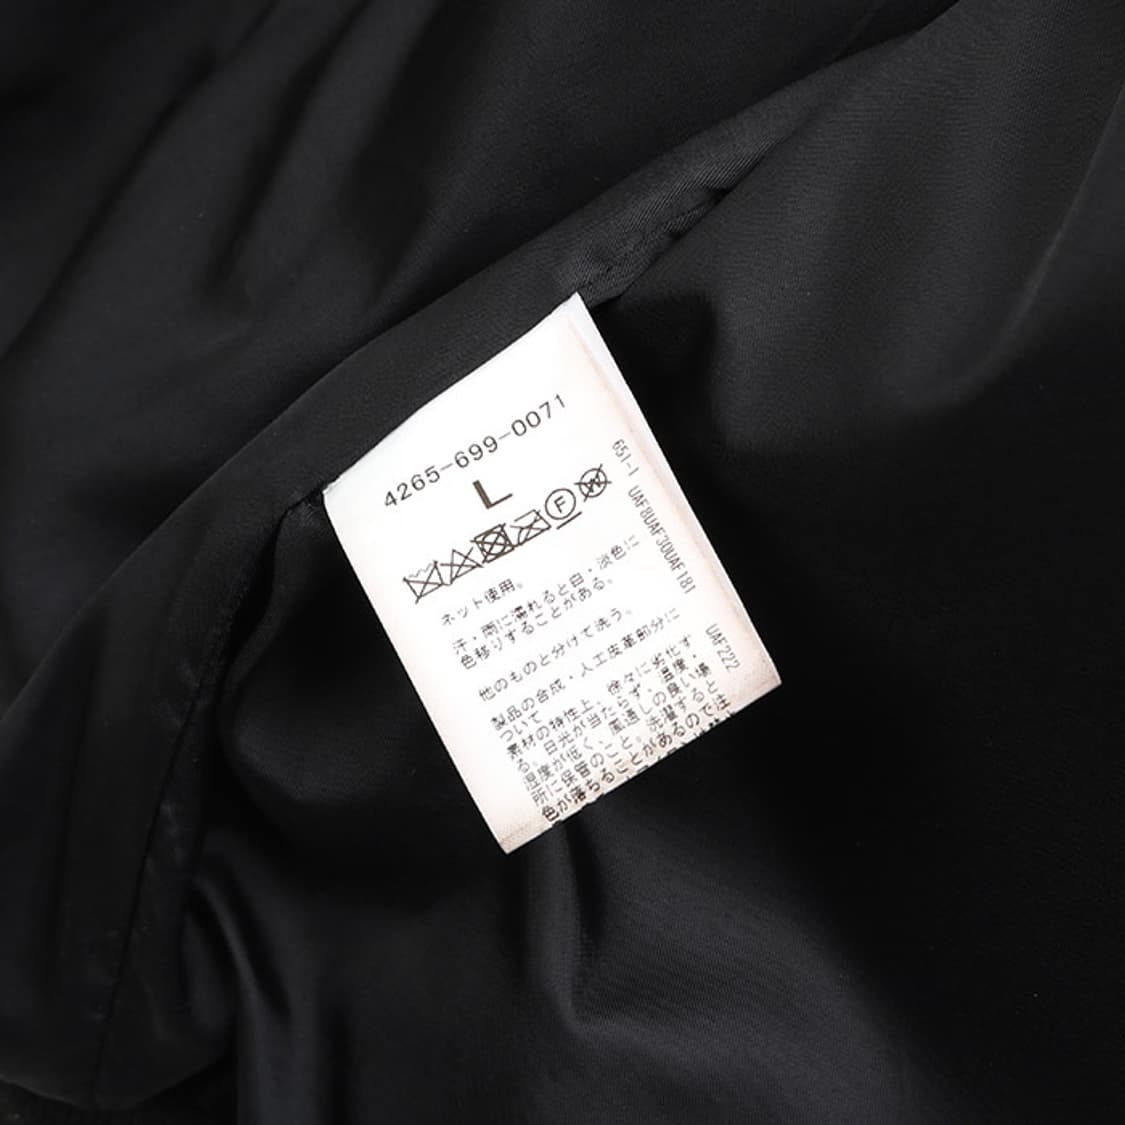 4265-699-0071
L
F
W
ネット使用。
汗・雨に濡れると白・淡色に
色移りすることがある。
他のものと分けて洗う。
製品の合成・人工皮革部分に
ついて
素材の特性上、徐々に劣化す
る。日光が当たらず、温度・
湿度が低く、風通しの良い場
所に保管のこと。洗濯すると注
色が落ちることがあるので
651-1 UAF8UAF30UAF181
UAF222